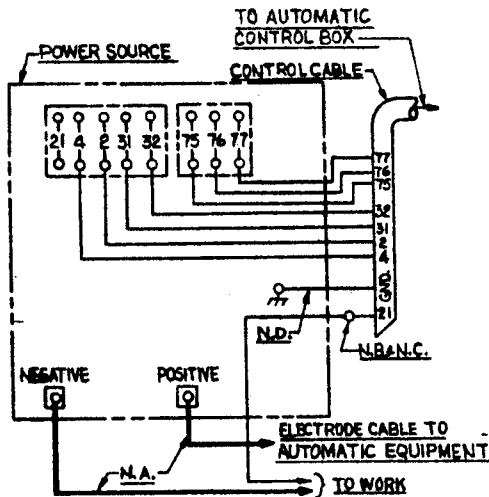 TO AUTOMATIC
CONTROL BOX
POWER SOURCE
CONTROL CABLE
21 4 2 31 32 75 76 77
77
76
75
32
31
2
4
GND
21
N.D.
N.B.&N.C.
NEGATIVE
POSITIVE
ELECTRODE CABLE TO
AUTOMATIC EQUIPMENT
N.A.
TO WORK